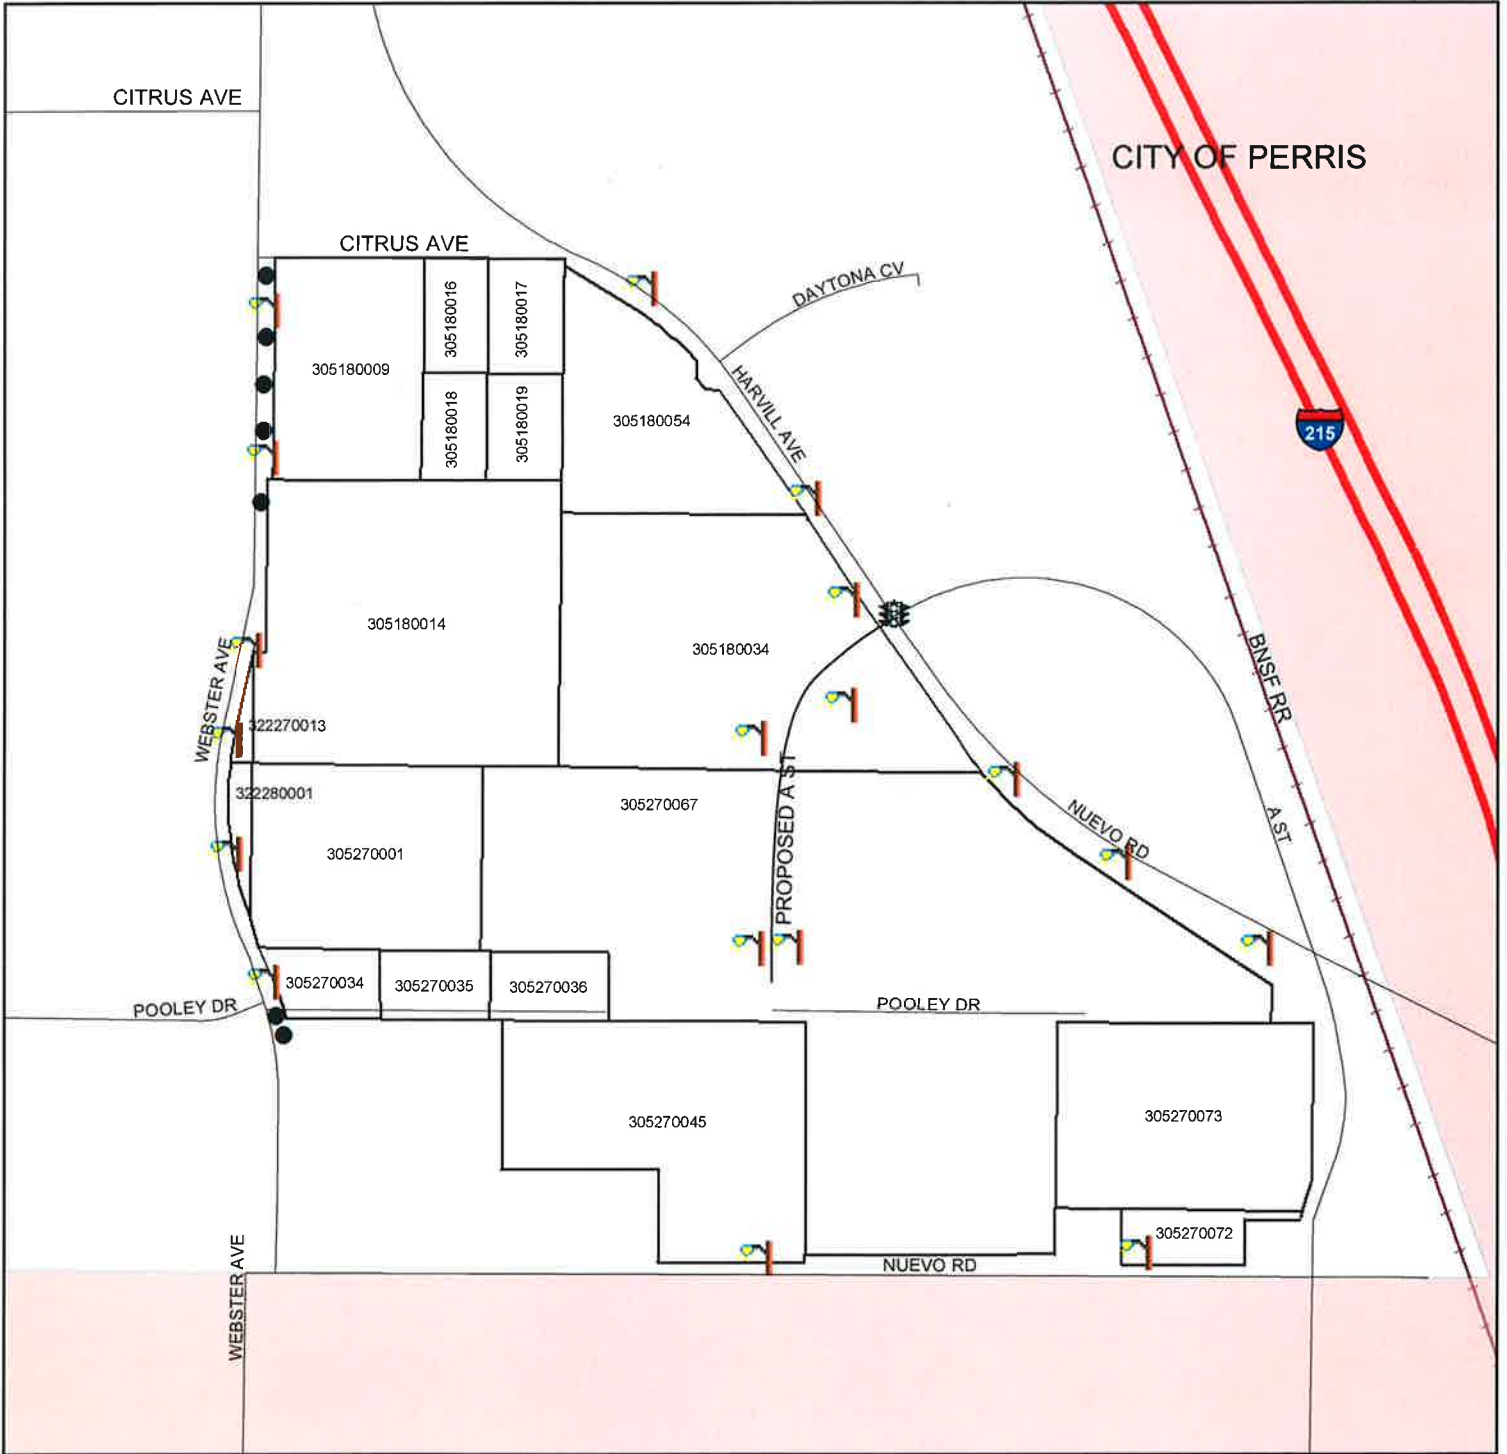 CITRUS AVE
CITY OF PERRIS
CITRUS AVE
DAYTONA CV
305180016
305180017
305180009
HARVILL AVE
305180018
305180019
305180054
215
305180014
305180034
BNSF RR
WEBSTER AVE
322270013
322280001
305270067
PROPOSED A ST
NUEVO RD
A ST
305270001
305270034
305270035
305270036
POOLEY DR
POOLEY DR
305270045
305270073
305270072
NUEVO RD
WEBSTER AVE